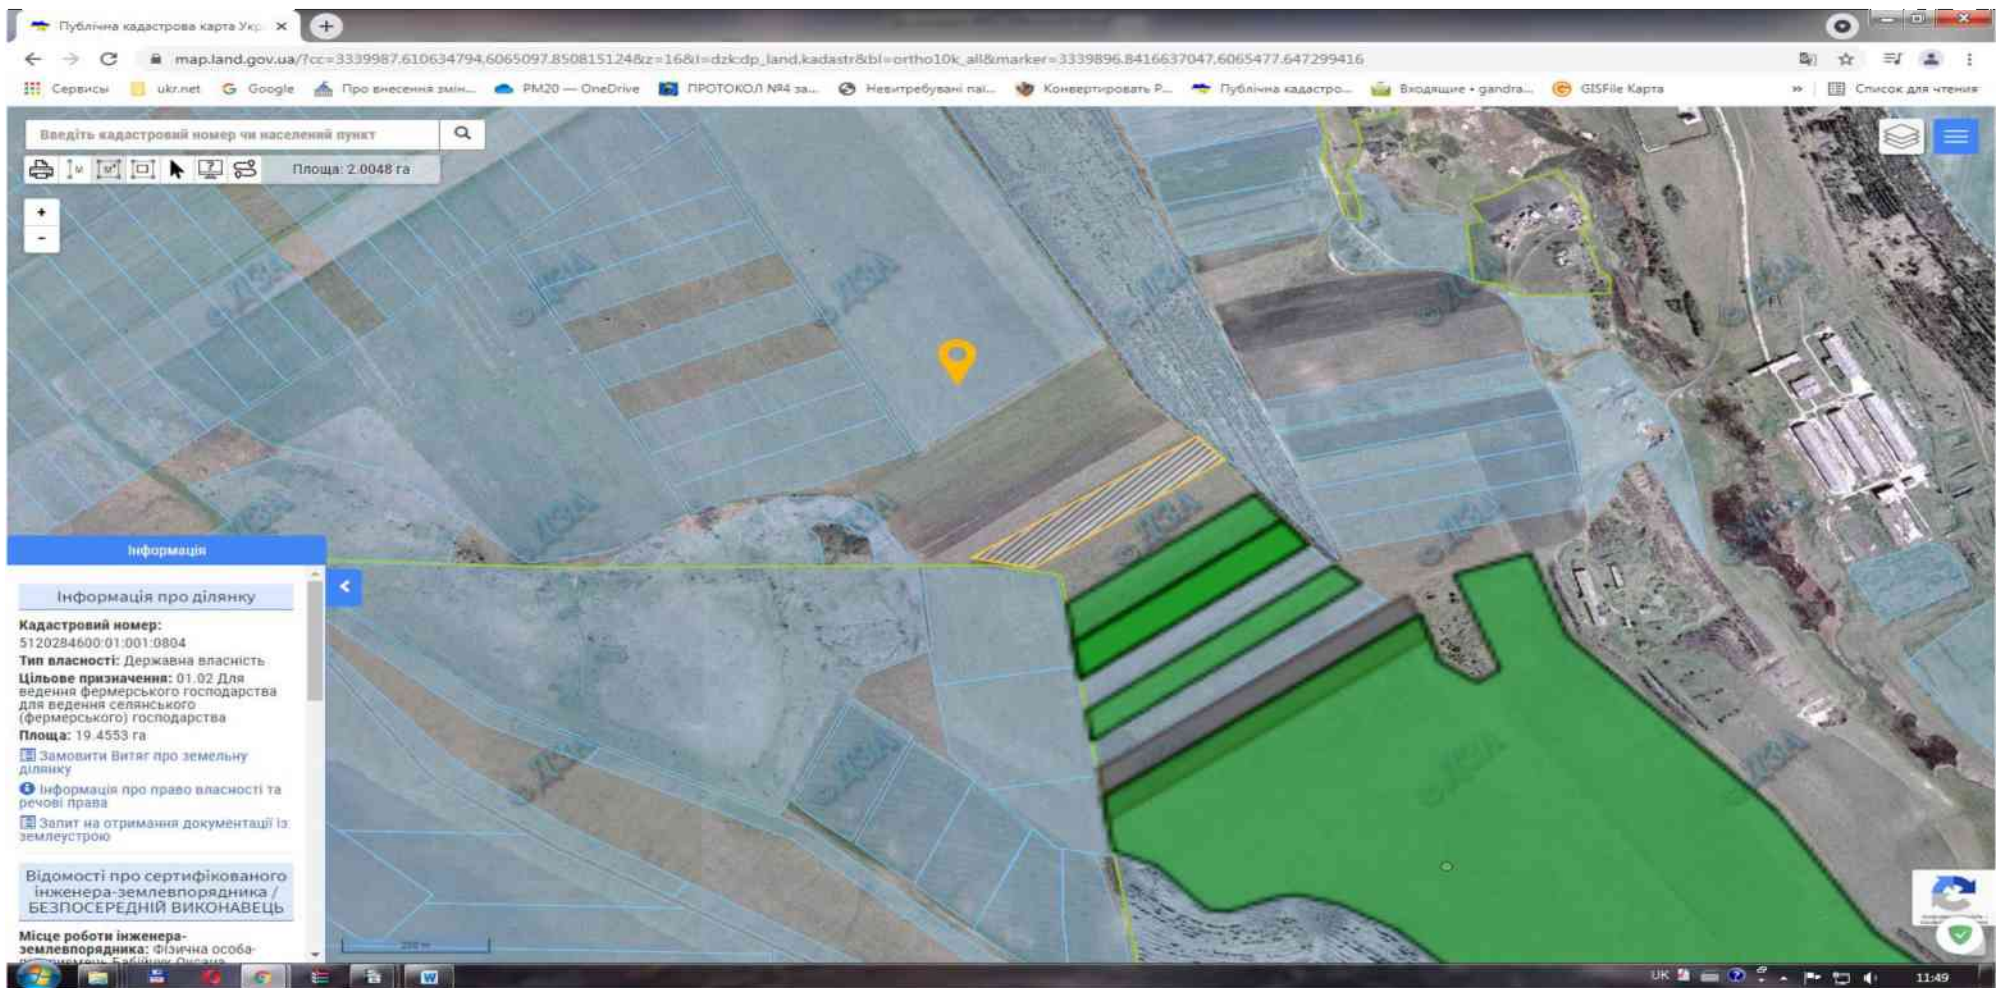 Публічна кадастрова карта Укр
map.land.gov.ua/?cc=3339987.610634794,6065097.850815124&z=16&l=dzk:dp_land,kadastr&bl=ortho10k_all&marker=3339896.8416637047,6065477.647299416
Сервисы ukr.net Google Про внесення змін... PM20 — OneDrive ПРОТОКОЛ №4 за... Невитребувані паї... Конвертировать P... Публічна кадастро... Входящие • gandra... GISFile Карта » Список для чтения
Введіть кадастровий номер чи населений пункт
Площа: 2.0048 га
+
-
Інформація
Інформація про ділянку
Кадастровий номер:
5120284600:01:001:0804
Тип власності: Державна власність
Цільове призначення: 01.02 Для
ведення фермерського господарства
для ведення селянського
(фермерського) господарства
Площа: 19.4553 га
Замовити Витяг про земельну
ділянку
Інформація про право власності та
речові права
Запит на отримання документації із
землеустрою
Відомості про сертифікованого
інженера-землевпорядника /
БЕЗПОСЕРЕДНІЙ ВИКОНАВЕЦЬ
Місце роботи інженера-
землевпорядника: Фізична особа-
200 m
UK
11:49